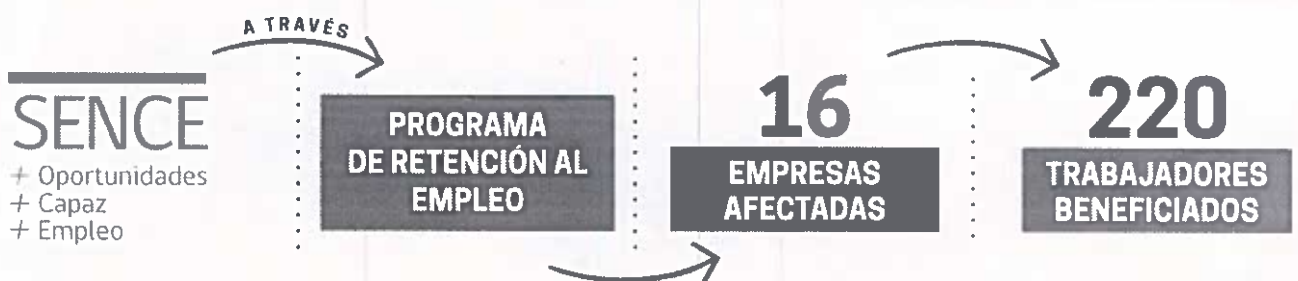 A TRAVÉS
SENCE
+ Oportunidades
+ Capaz
+ Empleo
PROGRAMA
DE RETENCIÓN AL
EMPLEO
16
EMPRESAS
AFECTADAS
220
TRABAJADORES
BENEFICIADOS